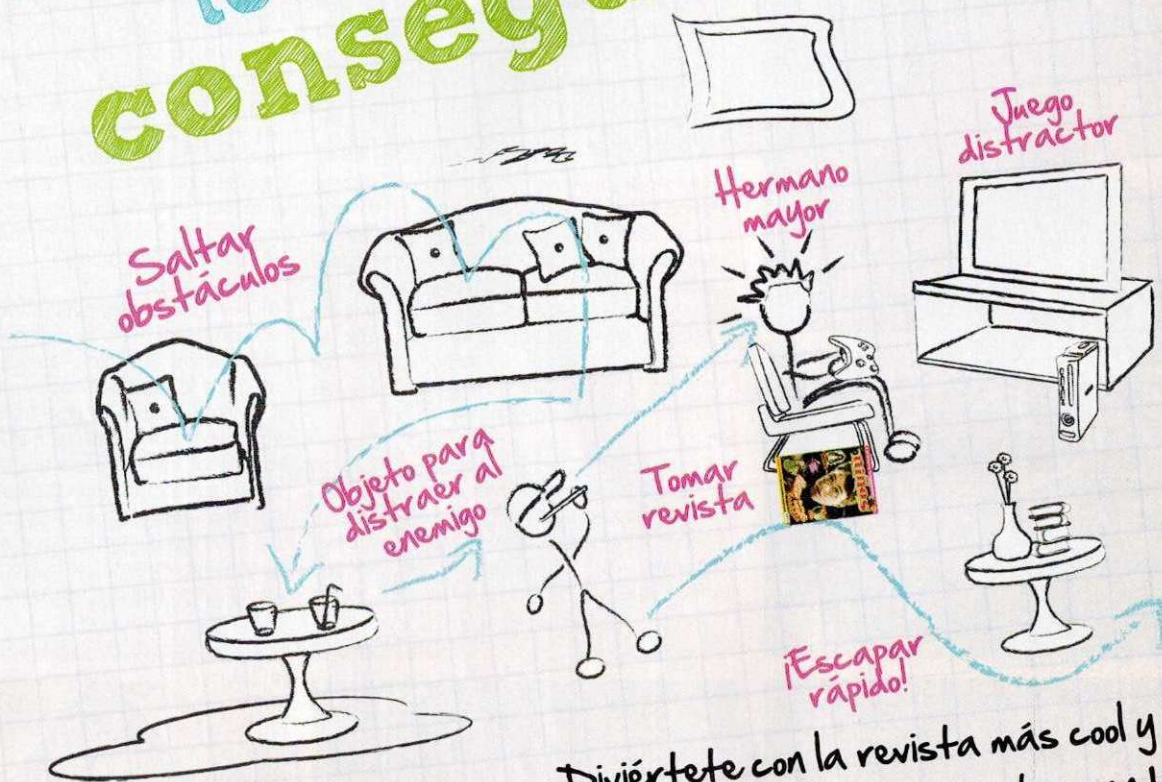 Juego
distractor
Hermano
mayor
Saltar
obstáculos
Objeto para
distraer al
enemigo
Tomar
revista
¡Escapar
rápido!
Diviértete con la revista más cool y